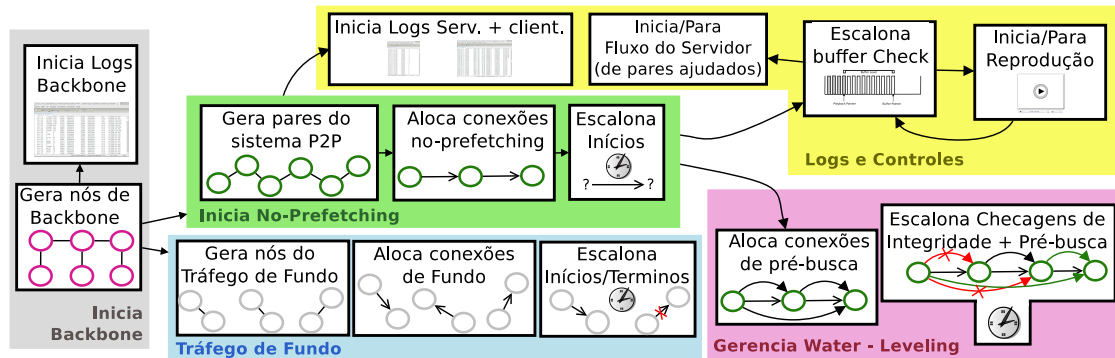 Inicia Logs
Backbone
Gera nós de
Backbone
Inicia
Backbone
Inicia Logs Serv. + client.
Inicia/Para
Fluxo do Servidor
(de pares ajudados)
Escalona
buffer Check
Inicia/Para
Reprodução
Logs e Controles
Gera pares do
sistema P2P
Aloca conexões
no-prefetching
Escalona
Inícios
? ?
Inicia No-Prefetching
Gera nós do
Tráfego de Fundo
Aloca conexões
de Fundo
Escalona
Inícios/Terminos
Tráfego de Fundo
Aloca conexões
de pré-busca
Escalona Checagens de
Integridade + Pré-busca
Gerencia Water - Leveling